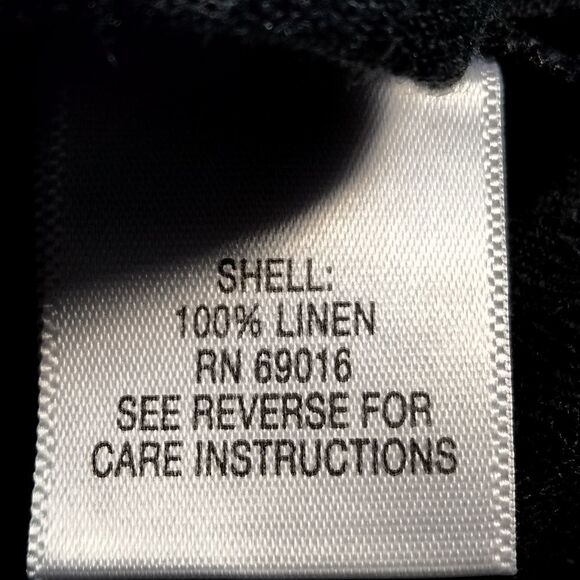 SHELL:
100% LINEN
RN 69016
SEE REVERSE FOR
CARE INSTRUCTIONS